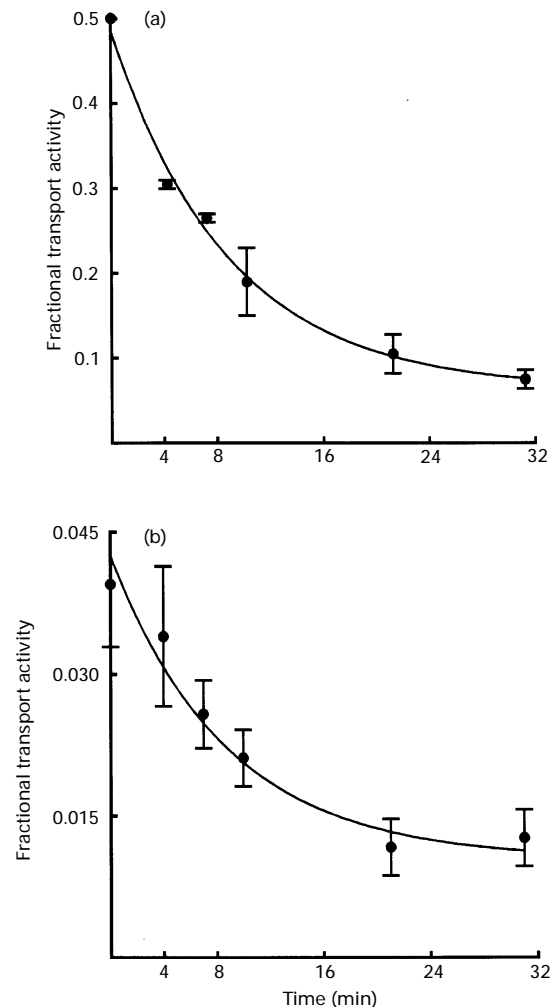 (a)
Fractional transport activity
0.5
0.4
0.3
0.2
0.1
4 8 16 24 32
(b)
Fractional transport activity
0.045
0.030
0.015
4 8 16 24 32
Time (min)